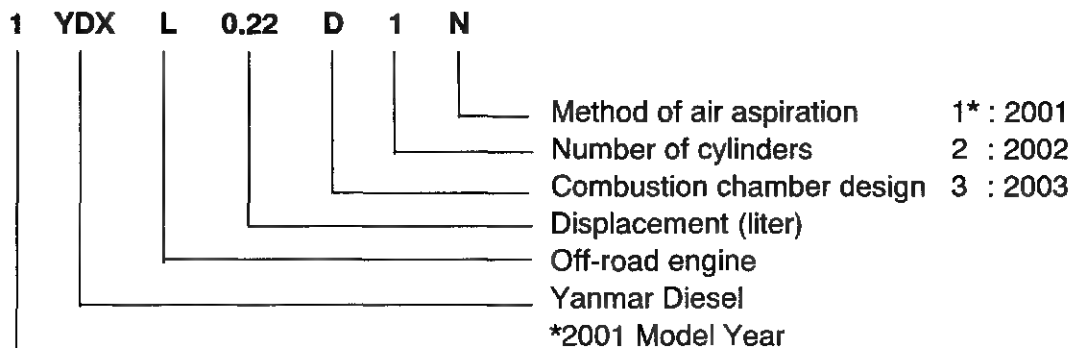 1 YDX L 0.22 D 1 N
Method of air aspiration 1* : 2001
Number of cylinders 2 : 2002
Combustion chamber design 3 : 2003
Displacement (liter)
Off-road engine
Yanmar Diesel
*2001 Model Year